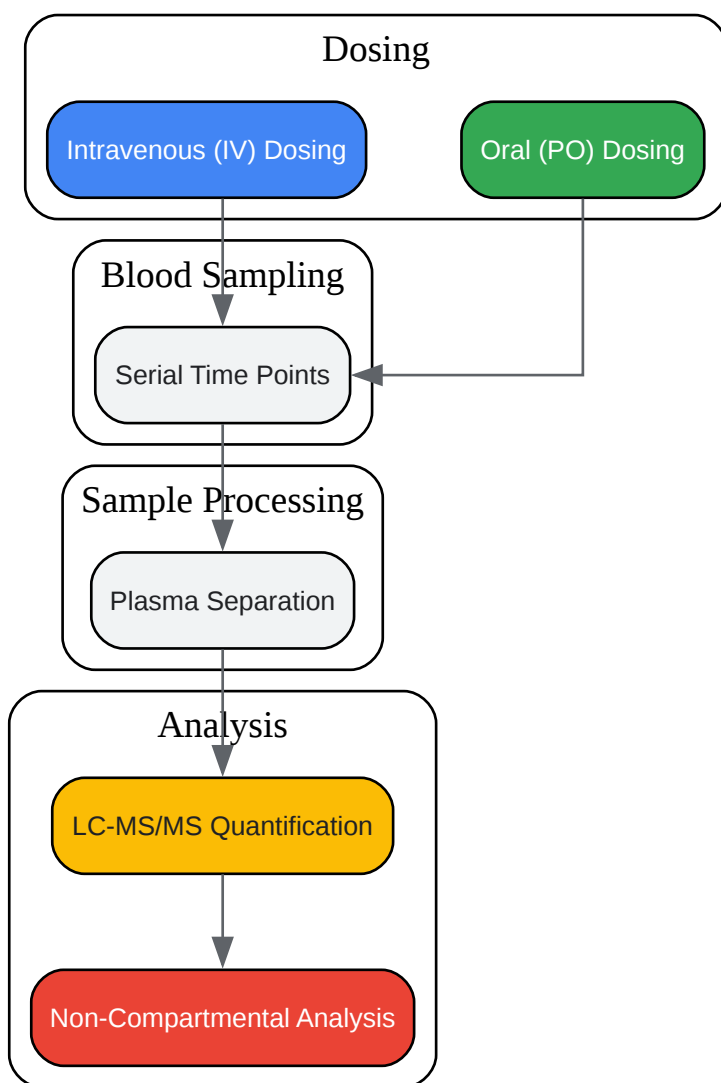 Dosing
Intravenous (IV) Dosing
Oral (PO) Dosing
Blood Sampling
Serial Time Points
Sample Processing
Plasma Separation
Analysis
LC-MS/MS Quantification
Non-Compartmental Analysis